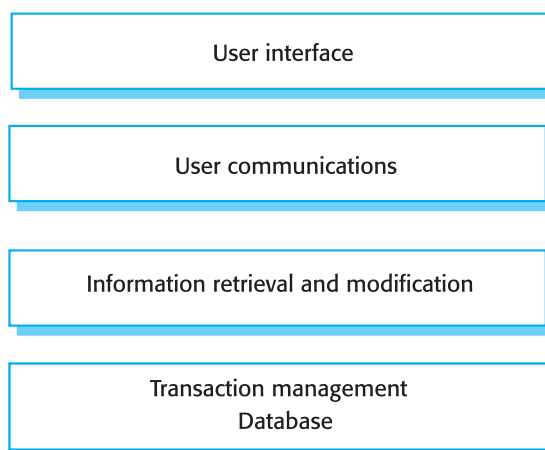 User interface
User communications
Information retrieval and modification
Transaction management
Database